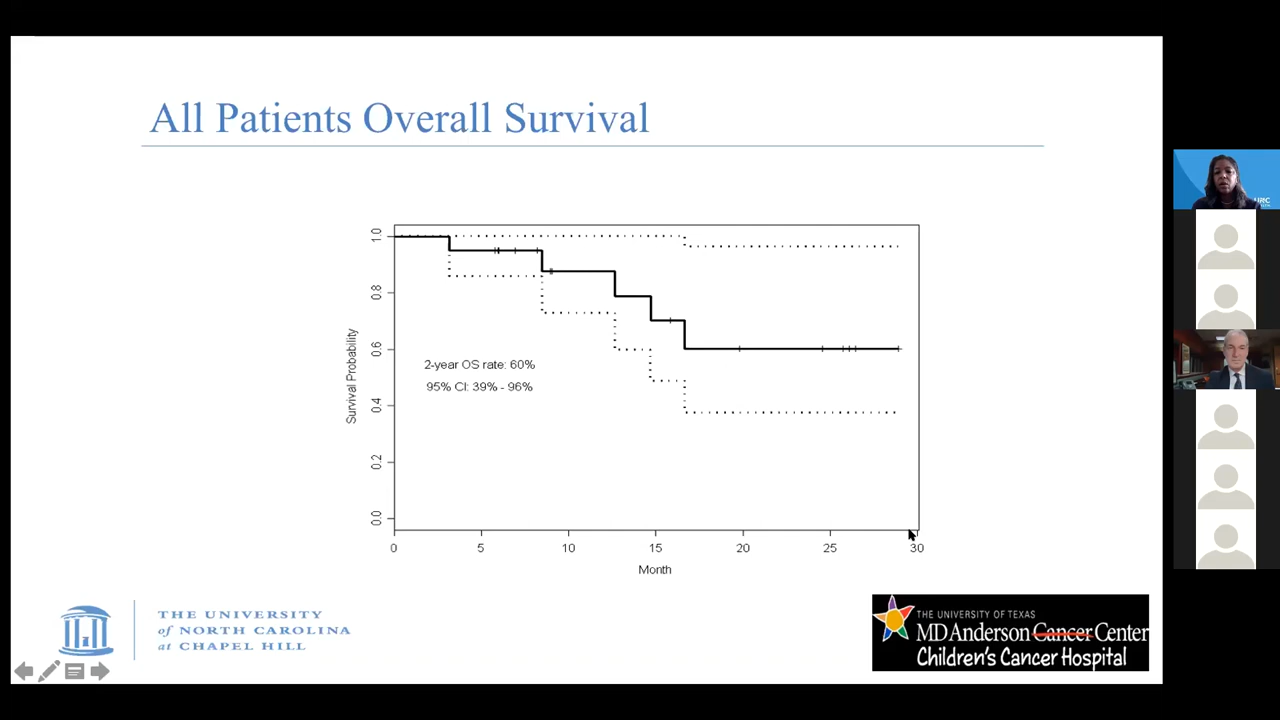 All Patients Overall Survival
1.0
0.8
0.6
0.4
0.2
0.0
Survival Probability
2-year OS rate: 60%
95% CI: 39% - 96%
0 5 10 15 20 25 30
Month
THE UNIVERSITY
of NORTH CAROLINA
at CHAPEL HILL
THE UNIVERSITY OF TEXAS
MD Anderson Cancer Center
Children's Cancer Hospital